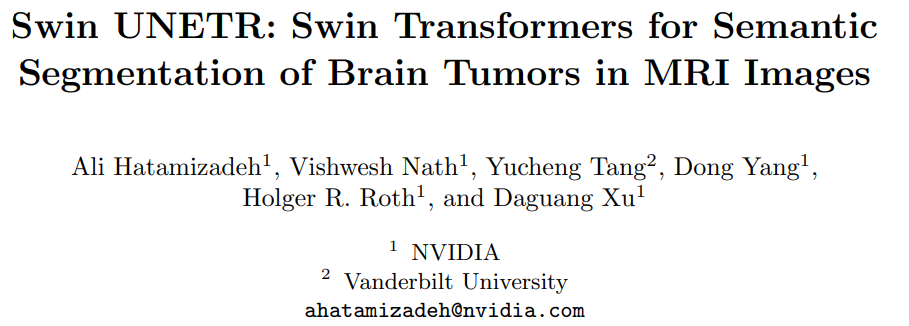 Swin UNETR: Swin Transformers for Semantic
Segmentation of Brain Tumors in MRI Images
Ali Hatamizadeh¹, Vishwesh Nath¹, Yucheng Tang², Dong Yang¹,
Holger R. Roth¹, and Daguang Xu¹
¹ NVIDIA
² Vanderbilt University
ahatamizadeh@nvidia.com